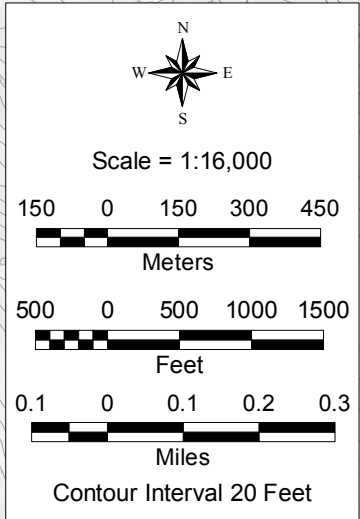 N
W E
S
Scale = 1:16,000
150 0 150 300 450
Meters
500 0 500 1000 1500
Feet
0.1 0 0.1 0.2 0.3
Miles
Contour Interval 20 Feet